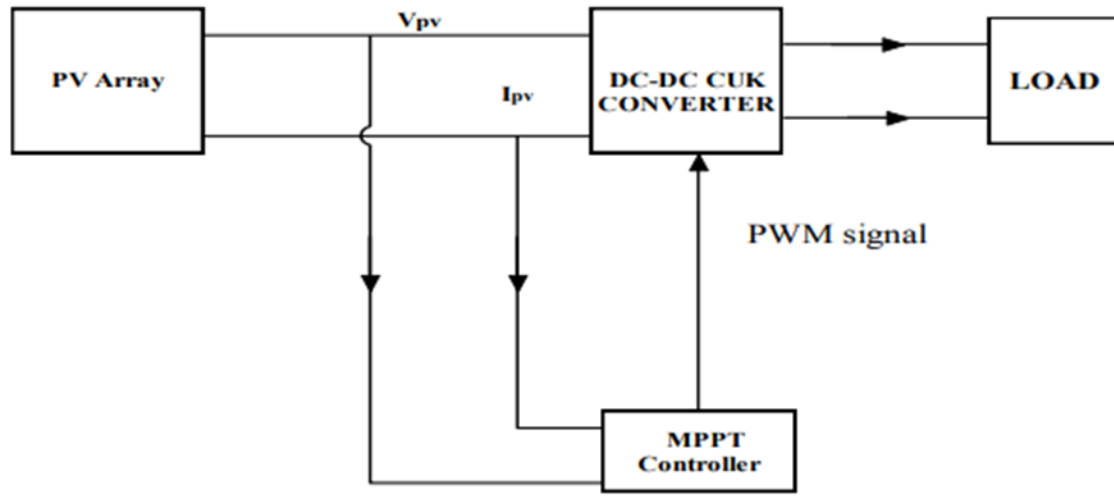 Vpv
PV Array
Ipv
DC-DC CUK
CONVERTER
LOAD
PWM signal
MPPT
Controller